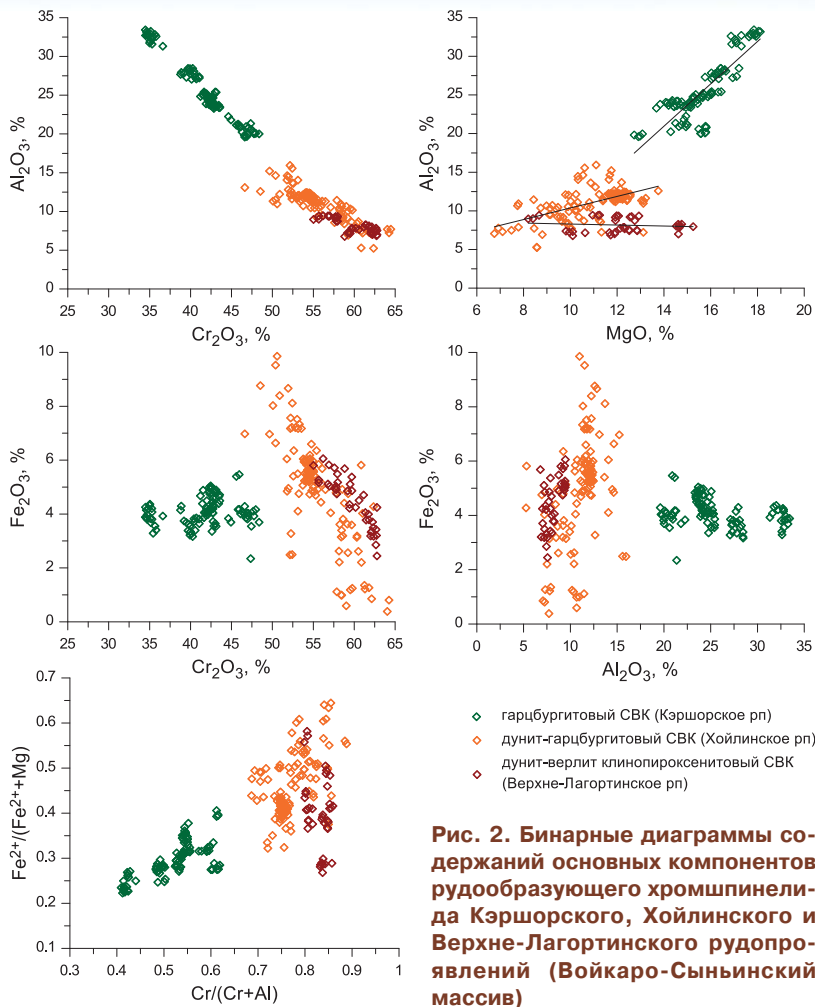 35
30
25
20
15
10
5
0
Al₂O₃, %
25 30 35 40 45 50 55 60 65
Cr₂O₃, %
35
30
25
20
15
10
5
0
Al₂O₃, %
6 8 10 12 14 16 18 20
MgO, %
10
8
6
4
2
0
Fe₂O₃, %
25 30 35 40 45 50 55 60 65
Cr₂O₃, %
10
8
6
4
2
0
Fe₂O₃, %
0 5 10 15 20 25 30 35
Al₂O₃, %
0.7
0.6
0.5
0.4
0.3
0.2
0.1
Fe²⁺/(Fe²⁺+Mg)
0.3 0.4 0.5 0.6 0.7 0.8 0.9 1
Cr/(Cr+Al)
гарцбургитовый СВК (Кэршорское рп)
дунит-гарцбургитовый СВК (Хойлинское рп)
дунит-верлит клинопироксенитовый СВК
(Верхне-Лагортинское рп)
Рис. 2. Бинарные диаграммы со-
держаний основных компонентов
рудообразующего хромшпинели-
да Кэршорского, Хойлинского и
Верхне-Лагортинского рудопро-
явлений (Войкаро-Сыньинский
массив)